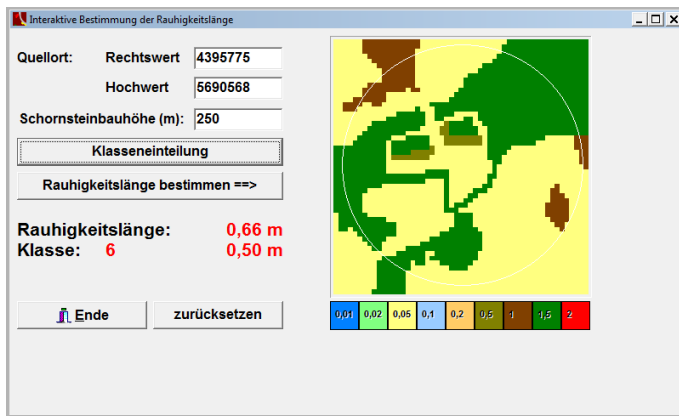 Interaktive Bestimmung der Rauhigkeitslänge
Quellort: Rechtswert 4395775
Hochwert 5690568
Schornsteinbauhöhe (m): 250
Klasseneinteilung
Rauhigkeitslänge bestimmen ==>
Rauhigkeitslänge: 0,66 m
Klasse: 6 0,50 m
Ende zurücksetzen
0,01 0,02 0,05 0,1 0,2 0,5 1 1,5 2